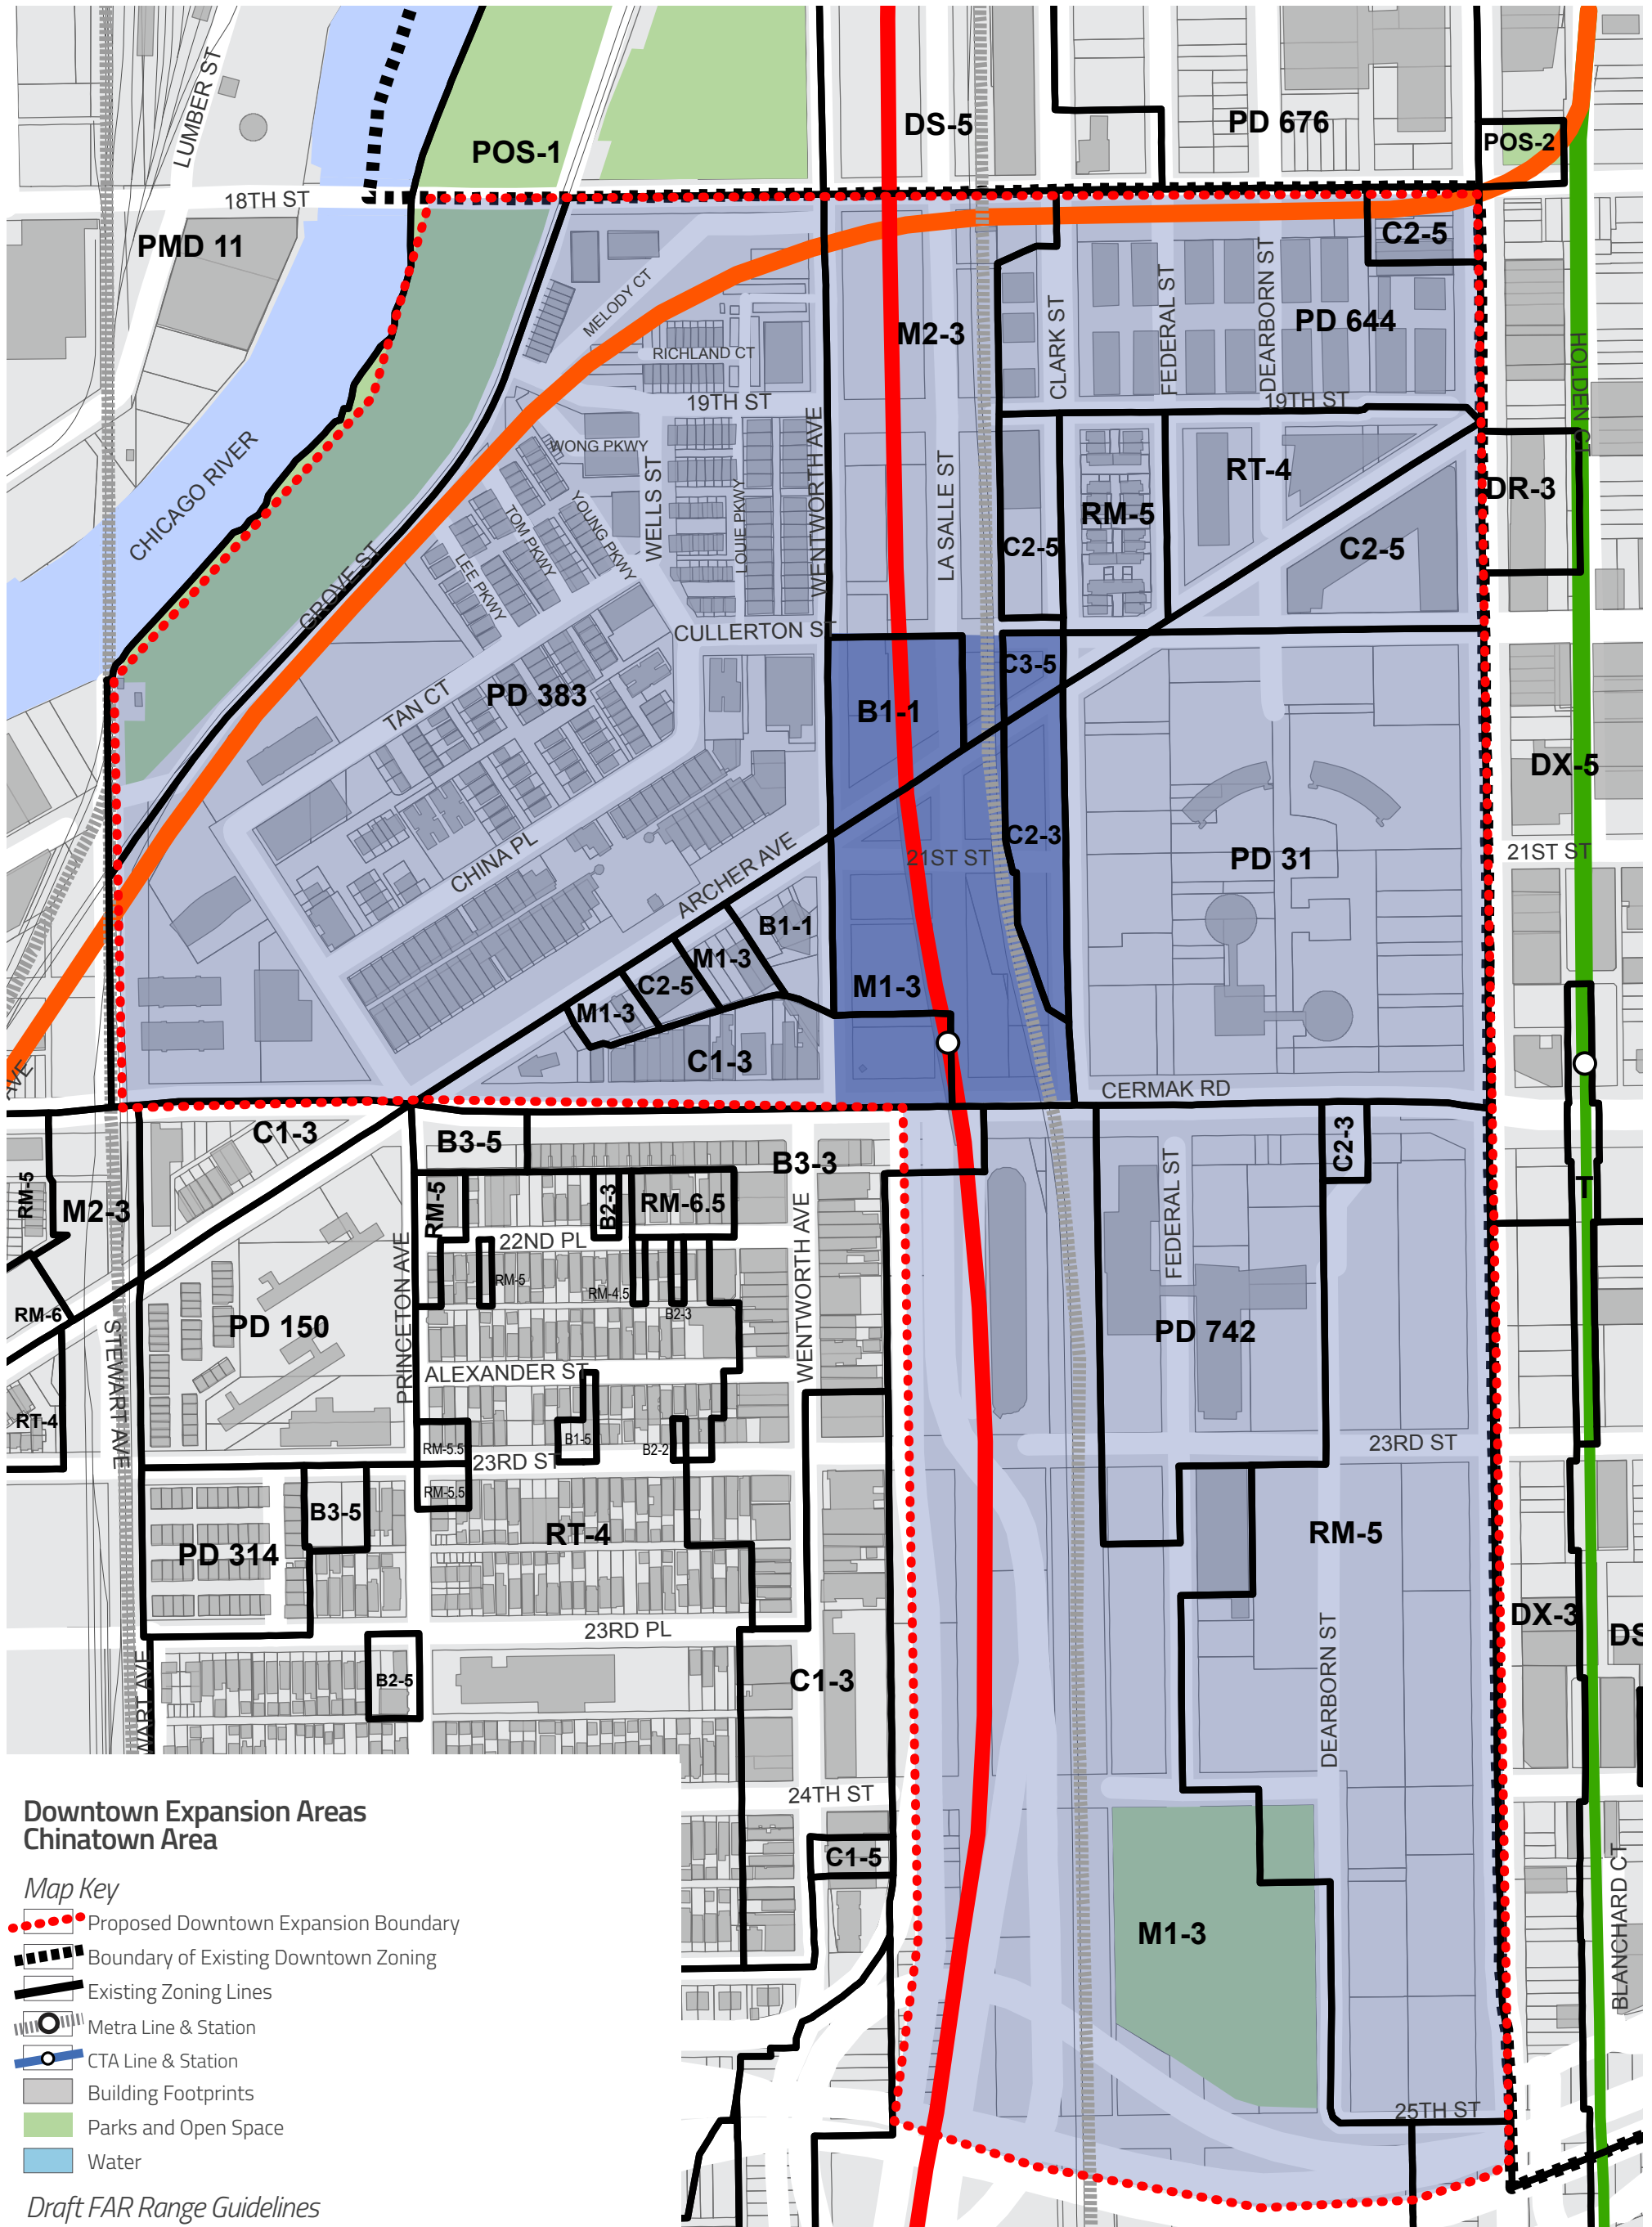 LUMBER ST
DS-5
PD 676
POS-1
POS-2
18TH ST
PMD 11
C2-5
MELODY CT
CLARK ST
FEDERAL ST
DEARBORN ST
PD 644
M2-3
RICHLAND CT
HOLDEN CT
19TH ST
19TH ST
CHICAGO RIVER
WONG PKWY
WELLS ST
LOUIE PKWY
WENTWORTH AVE
LA SALLE ST
RT-4
DR-3
RM-5
YOUNG PKWY
TOM PKWY
LEE PKWY
C2-5
C2-5
GROVE ST
CULLERTON ST
C3-5
TAN CT
PD 383
B1-1
DX-5
C2-3
21ST ST
21ST ST
PD 31
CHINA PL
ARCHER AVE
B1-1
M1-3
C2-5
M1-3
M1-3
C1-3
AVE
CERMAK RD
C1-3
B3-5
B3-3
C2-3
RM-5
M2-3
RM-5
B2-3
RM-6.5
T
22ND PL
FEDERAL ST
WENTWORTH AVE
RM-5
RM-4.5
B2-3
RM-6
PD 150
PRINCETON AVE
STEWART AVE
PD 742
ALEXANDER ST
RT-4
RM-5.5
B1-5
B2-2
23RD ST
23RD ST
RM-5.5
B3-5
RT-4
RM-5
PD 314
23RD PL
DX-3
DS
WART AVE
B2-5
C1-3
DEARBORN ST
24TH ST
C1-5
BLANCHARD CT
M1-3
25TH ST
Downtown Expansion Areas
Chinatown Area
Map Key
Proposed Downtown Expansion Boundary
Boundary of Existing Downtown Zoning
Existing Zoning Lines
Metra Line & Station
CTA Line & Station
Building Footprints
Parks and Open Space
Water
Draft FAR Range Guidelines